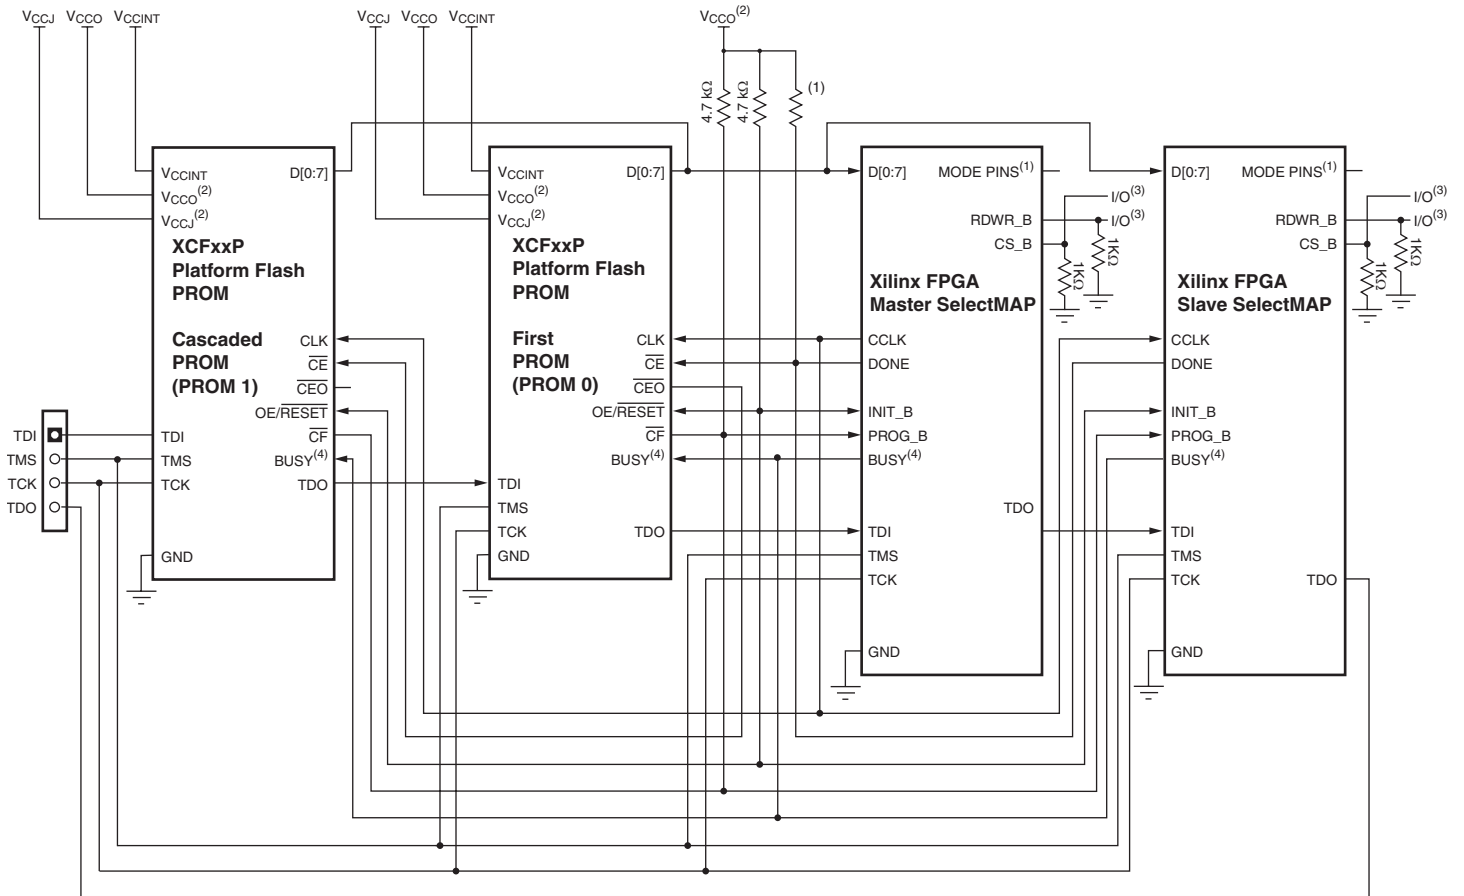 VCCJ VCCO VCCINT
VCCJ VCCO VCCINT
VCCO(2)
4.7 kΩ
4.7 kΩ
(1)
VCCINT
VCCO(2)
VCCJ(2)
D[0:7]
XCFxxP
Platform Flash
PROM
Cascaded
PROM
(PROM 1)
CLK
CE
CEO
OE/RESET
CF
BUSY(4)
TDO
TDI
TMS
TCK
GND
TDI
TMS
TCK
TDO
VCCINT
VCCO(2)
VCCJ(2)
D[0:7]
XCFxxP
Platform Flash
PROM
First
PROM
(PROM 0)
CLK
CE
CEO
OE/RESET
CF
BUSY(4)
TDI
TMS
TCK
TDO
GND
D[0:7]
MODE PINS(1)
RDWR_B
CS_B
I/O(3)
I/O(3)
1KΩ
1KΩ
Xilinx FPGA
Master SelectMAP
CCLK
DONE
INIT_B
PROG_B
BUSY(4)
TDO
TDI
TMS
TCK
GND
D[0:7]
MODE PINS(1)
RDWR_B
CS_B
I/O(3)
I/O(3)
1KΩ
1KΩ
Xilinx FPGA
Slave SelectMAP
CCLK
DONE
INIT_B
PROG_B
BUSY(4)
TDI
TMS
TCK
TDO
GND